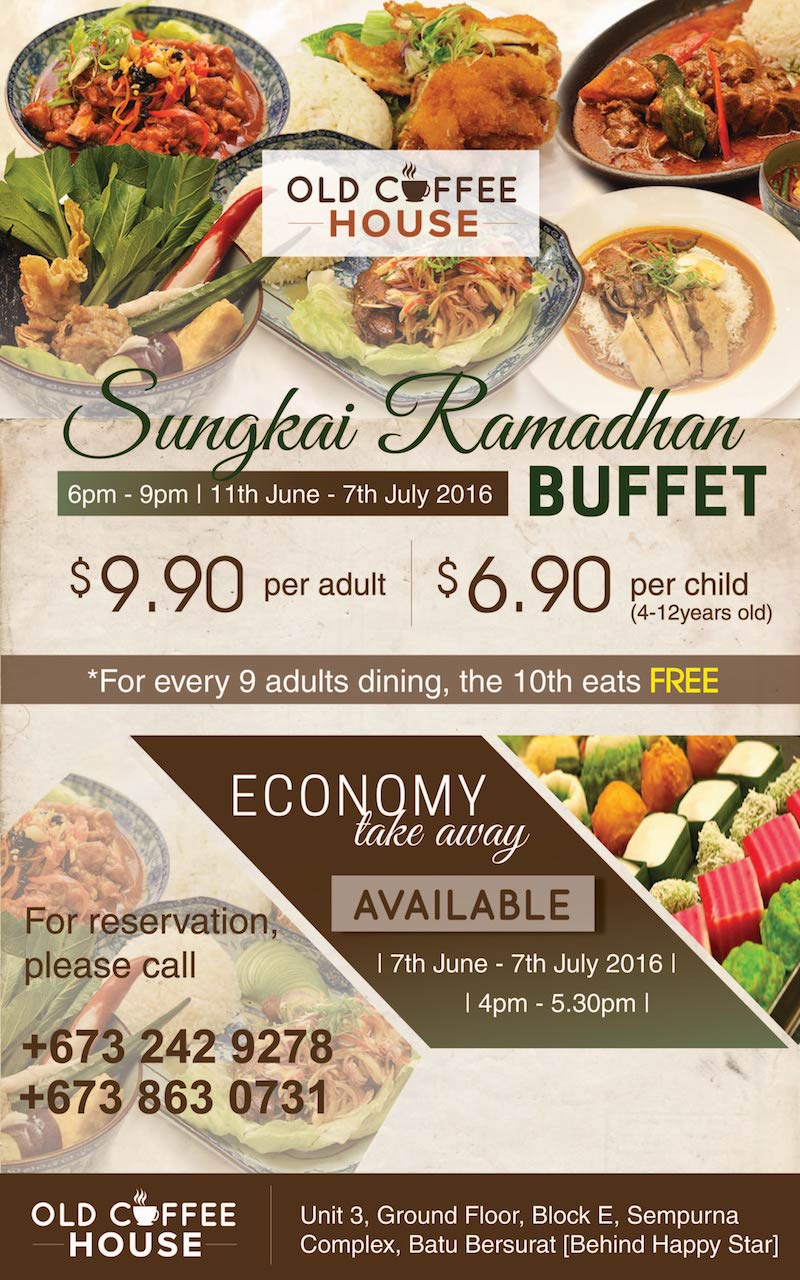 OLD COFFEE
HOUSE
Sungkai Ramadhan
BUFFET
6pm - 9pm | 11th June - 7th July 2016
$9.90 per adult
$6.90 per child
(4-12years old)
*For every 9 adults dining, the 10th eats FREE
ECONOMY
take away
AVAILABLE
| 7th June - 7th July 2016 |
| 4pm - 5.30pm |
For reservation,
please call
+673 242 9278
+673 863 0731
OLD COFFEE
HOUSE
Unit 3, Ground Floor, Block E, Sempurna
Complex, Batu Bersurat [Behind Happy Star]